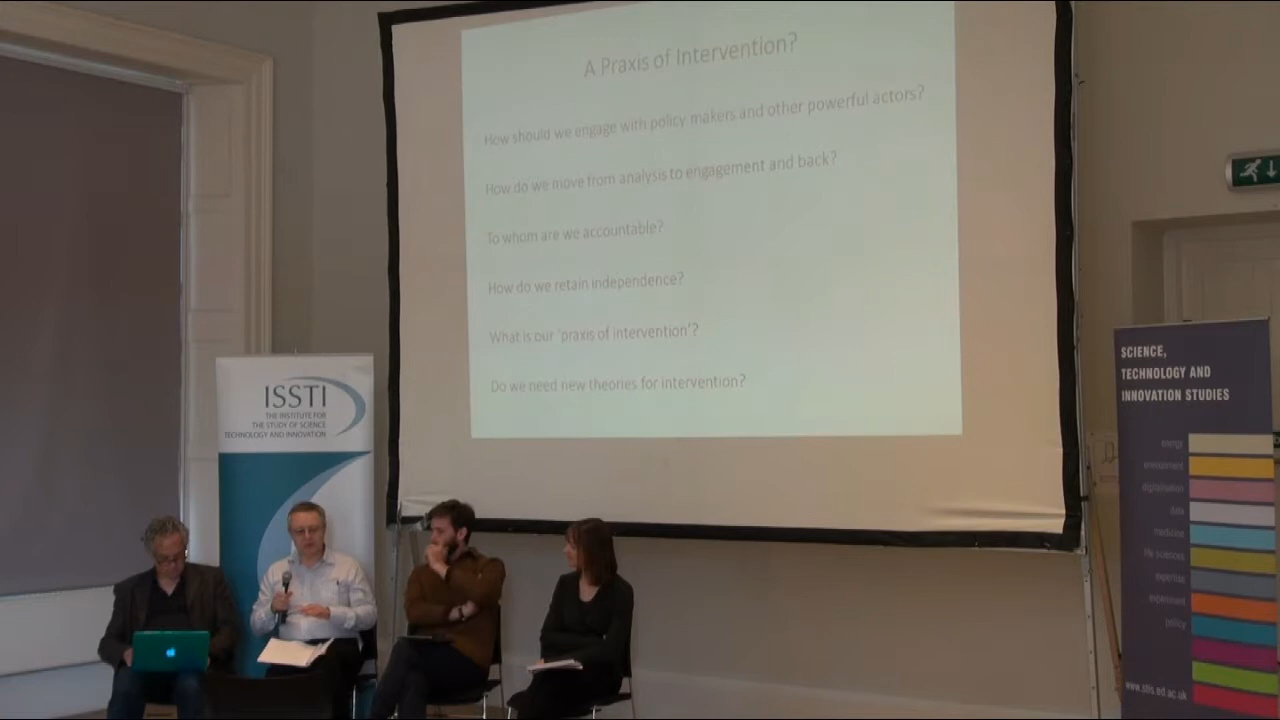 A Praxis of Intervention?
How should we engage with policy makers and other powerful actors?
How do we move from analysis to engagement and back?
To whom are we accountable?
How do we retain independence?
What is our 'praxis of intervention'?
Do we need new theories for intervention?
ISSTI
THE INSTITUTE FOR
THE STUDY OF SCIENCE
TECHNOLOGY AND INNOVATION
SCIENCE,
TECHNOLOGY AND
INNOVATION STUDIES
energy
environment
digitalisation
data
medicine
life sciences
expertise
experiment
policy
www.stis.ed.ac.uk